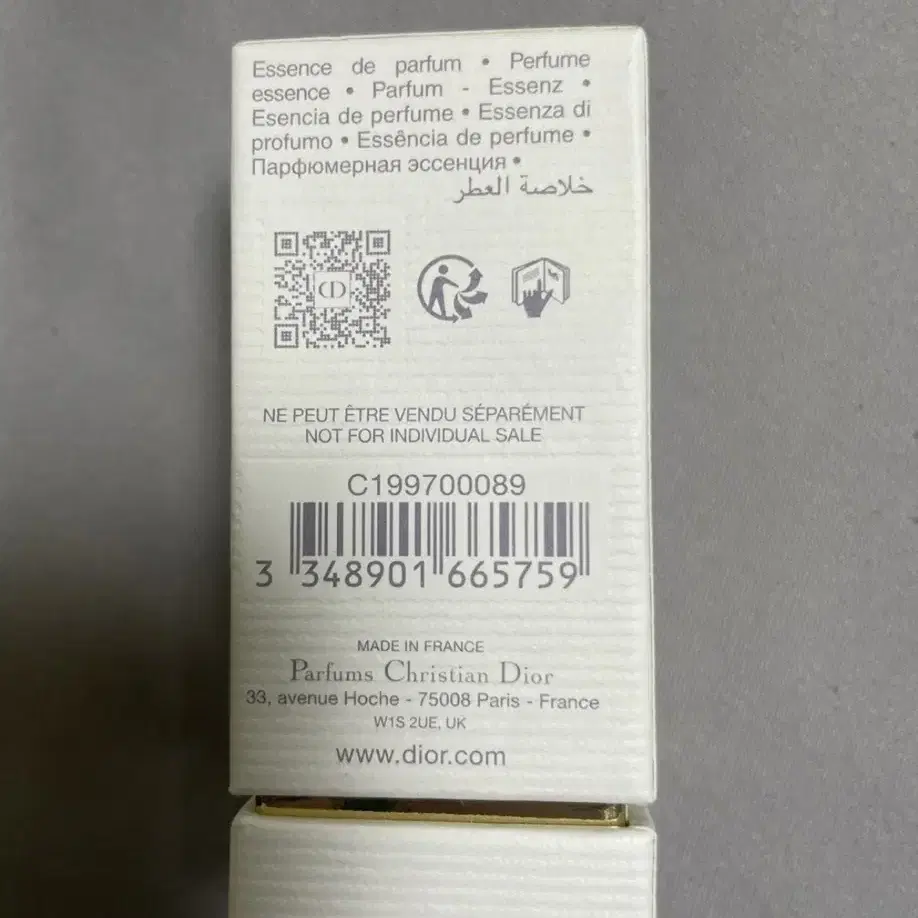 Essence de parfum • Perfume
essence • Parfum - Essenz •
Esencia de perfume • Essenza di
profumo • Essência de perfume •
Парфюмерная эссенция •
خلاصة العطر
CD
NE PEUT ÊTRE VENDU SÉPARÉMENT
NOT FOR INDIVIDUAL SALE
C199700089
3 348901 665759
MADE IN FRANCE
Parfums Christian Dior
33, avenue Hoche - 75008 Paris - France
W1S 2UE, UK
www.dior.com